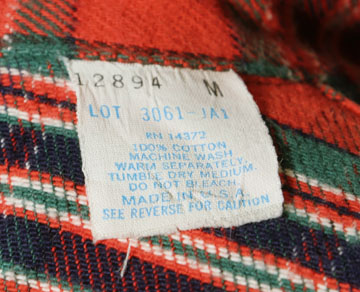 12894 M
LOT 3061-JA1
RN 14372
100% COTTON
MACHINE WASH
WARM SEPARATELY,
TUMBLE DRY MEDIUM.
DO NOT BLEACH.
MADE IN U.S.A.
SEE REVERSE FOR CAUTION